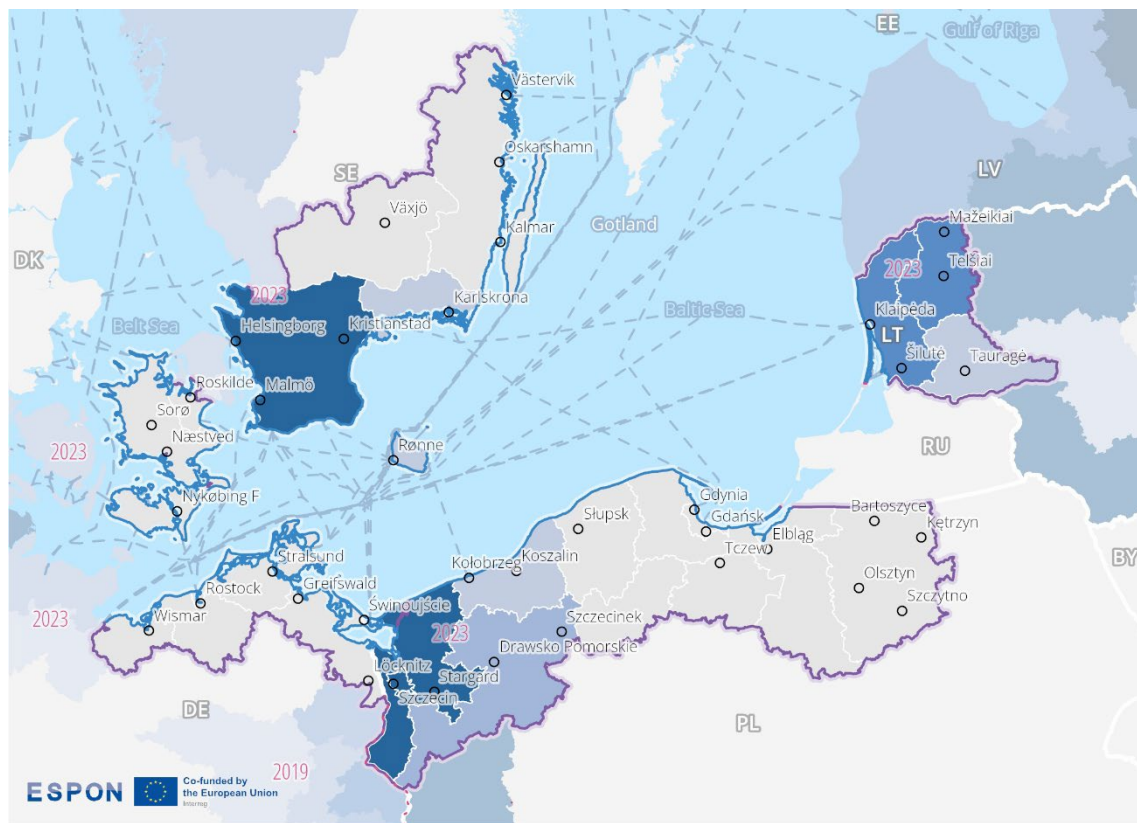 EE
Gulf of Riga
Västervik
Oskarshamn
SE
LV
Växjö
Mažeikiai
Gotland
Kalmar
DK
2023
Telšiai
2023
Karlskrona
Klaipėda
Belt Sea
Helsingborg
Kristianstad
Baltic Sea
LT
Šilutė
Tauragė
Roskilde
Malmö
Sorø
Næstved
2023
Rønne
RU
Nykøbing F
Gdynia
Gdańsk
Bartoszyce
Kętrzyn
Słupsk
Elbląg
Tczew
BY
Stralsund
Koszalin
Kołobrzeg
Rostock
Greifswald
Olsztyn
Świnoujście
Szczytno
2023
Wismar
2023
Szczecinek
Drawsko Pomorskie
Löcknitz
Stargard
Szczecin
DE
PL
2019
ESPON
Co-funded by
the European Union
Interreg